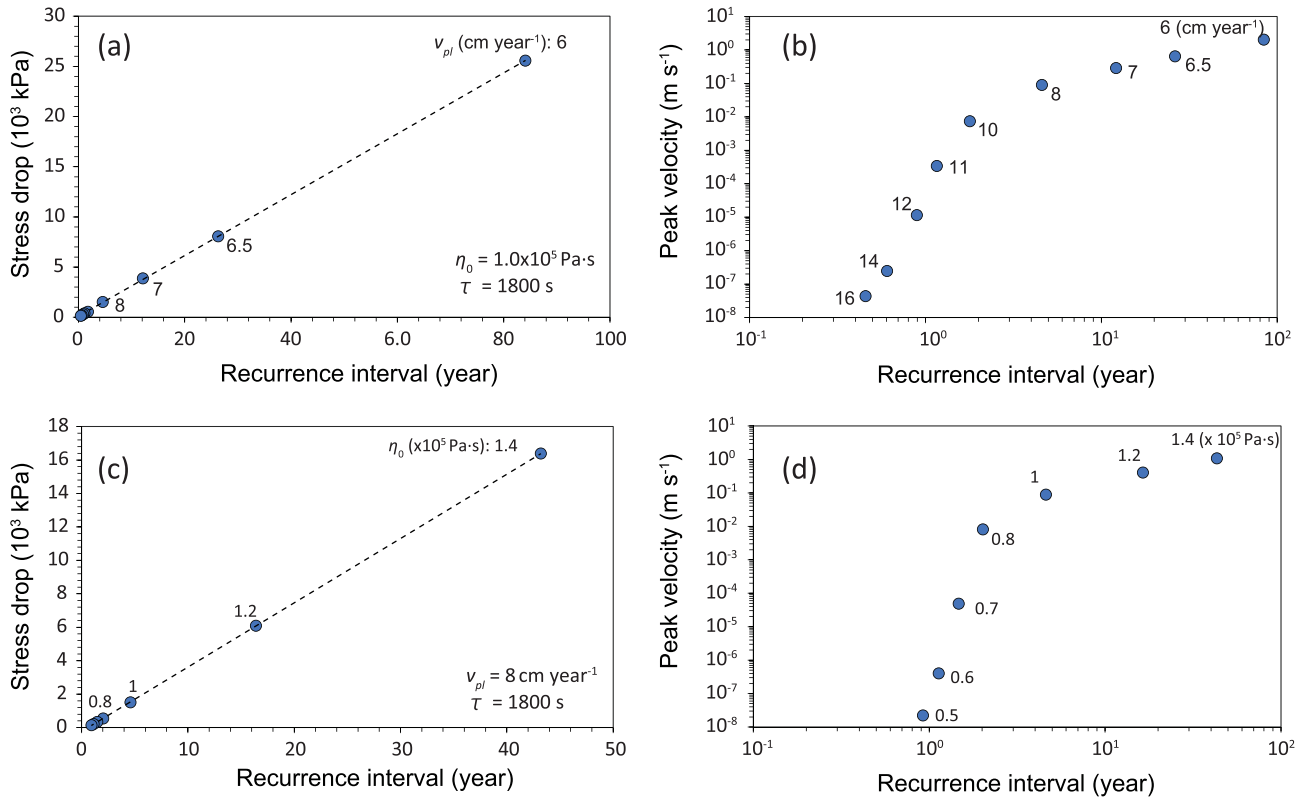 (a)
v_pl (cm year⁻¹): 6
6.5
7
8
η₀ = 1.0x10⁵ Pa·s
τ = 1800 s
Stress drop (10³ kPa)
30
25
20
15
10
5
0
0 20 40 6.0 80 100
Recurrence interval (year)
(b)
6 (cm year⁻¹)
6.5
7
8
10
11
12
14
16
Peak velocity (m s⁻¹)
10¹
10⁰
10⁻¹
10⁻²
10⁻³
10⁻⁴
10⁻⁵
10⁻⁶
10⁻⁷
10⁻⁸
10⁻¹ 10⁰ 10¹ 10²
Recurrence interval (year)
(c)
η₀ (x10⁵ Pa·s): 1.4
1.2
1
0.8
v_pl = 8 cm year⁻¹
τ = 1800 s
Stress drop (10³ kPa)
18
16
14
12
10
8
6
4
2
0
0 10 20 30 40 50
Recurrence interval (year)
(d)
1.4 (x 10⁵ Pa·s)
1.2
1
0.8
0.7
0.6
0.5
Peak velocity (m s⁻¹)
10¹
10⁰
10⁻¹
10⁻²
10⁻³
10⁻⁴
10⁻⁵
10⁻⁶
10⁻⁷
10⁻⁸
10⁻¹ 10⁰ 10¹ 10²
Recurrence interval (year)